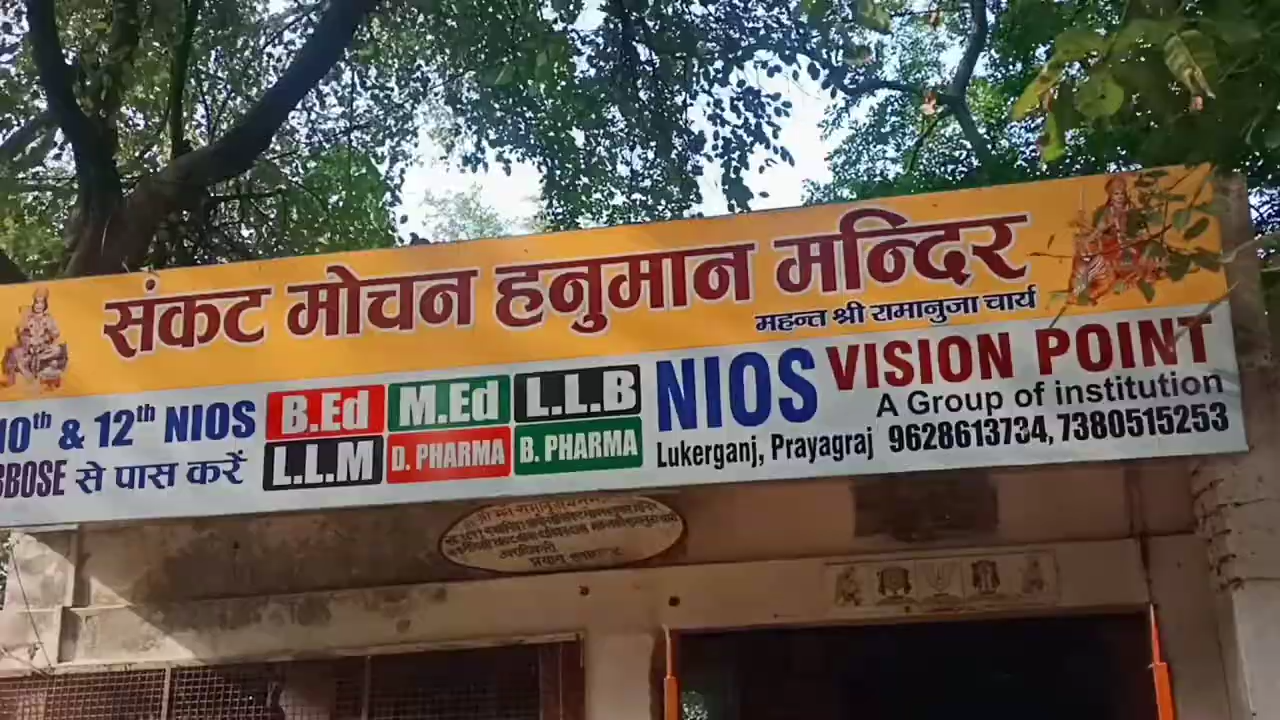 संकट मोचन हनुमान मन्दिर
महन्त श्री रामानुजा चार्य
10th & 12th NIOS
BBOSE से पास करें
B.Ed M.Ed L.L.B
L.L.M D. PHARMA B. PHARMA
NIOS VISION POINT
A Group of institution
Lukerganj, Prayagraj 9628613734, 7380515253